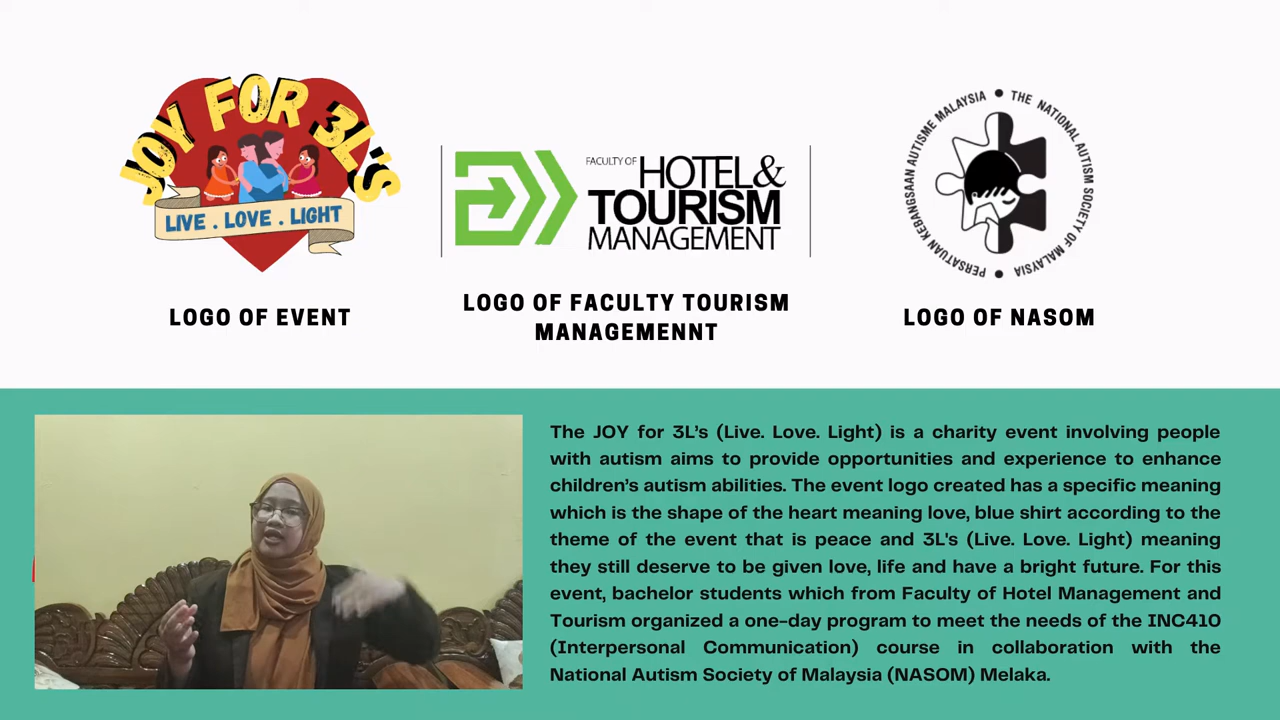 JOY FOR 3L'S
LIVE . LOVE . LIGHT
LOGO OF EVENT
FACULTY OF
HOTEL&
TOURISM
MANAGEMENT
LOGO OF FACULTY TOURISM
MANAGEMENNT
PERSATUAN KEBANGSAAN AUTISME MALAYSIA • THE NATIONAL AUTISM SOCIETY OF MALAYSIA •
LOGO OF NASOM
The JOY for 3L's (Live. Love. Light) is a charity event involving people
with autism aims to provide opportunities and experience to enhance
children's autism abilities. The event logo created has a specific meaning
which is the shape of the heart meaning love, blue shirt according to the
theme of the event that is peace and 3L's (Live. Love. Light) meaning
they still deserve to be given love, life and have a bright future. For this
event, bachelor students which from Faculty of Hotel Management and
Tourism organized a one-day program to meet the needs of the INC410
(Interpersonal Communication) course in collaboration with the
National Autism Society of Malaysia (NASOM) Melaka.